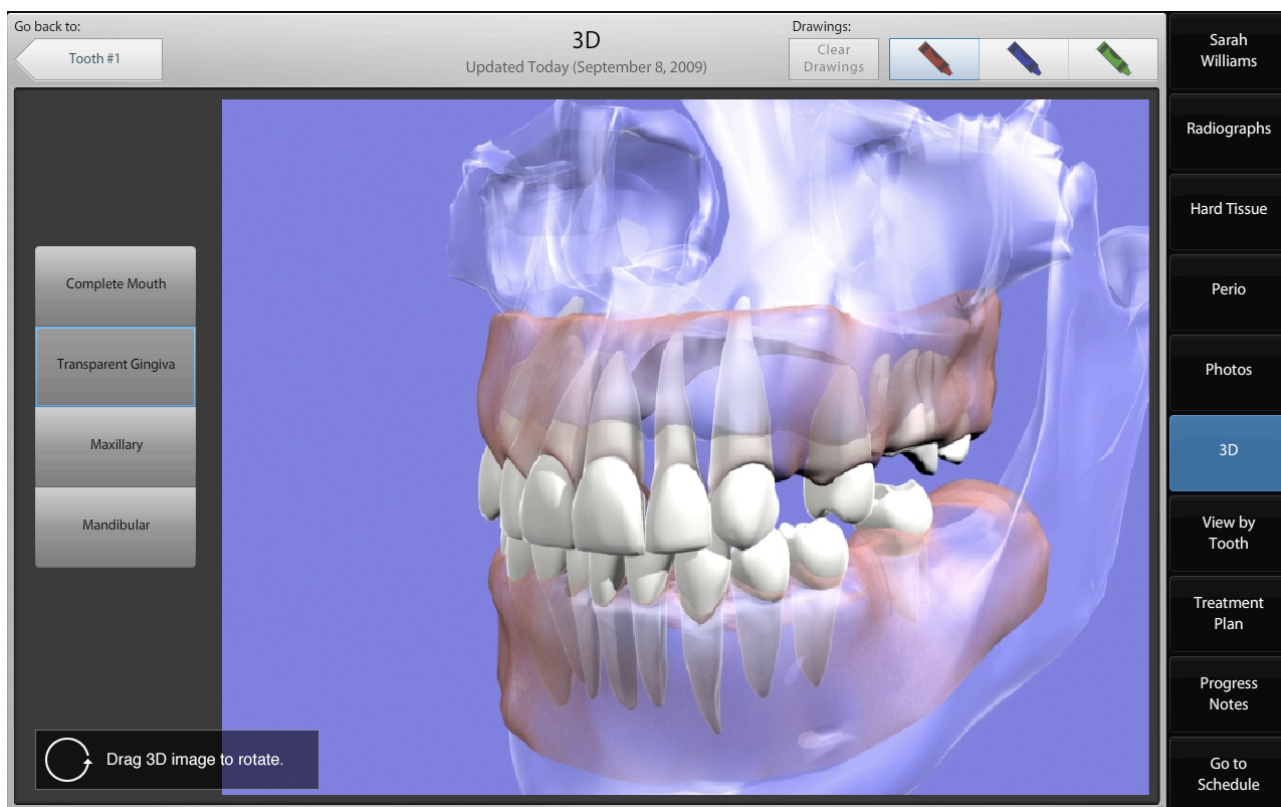 Go back to:
Tooth #1
3D
Updated Today (September 8, 2009)
Drawings:
Clear
Drawings
Complete Mouth
Transparent Gingiva
Maxillary
Mandibular
Drag 3D image to rotate.
Sarah
Williams
Radiographs
Hard Tissue
Perio
Photos
3D
View by
Tooth
Treatment
Plan
Progress
Notes
Go to
Schedule